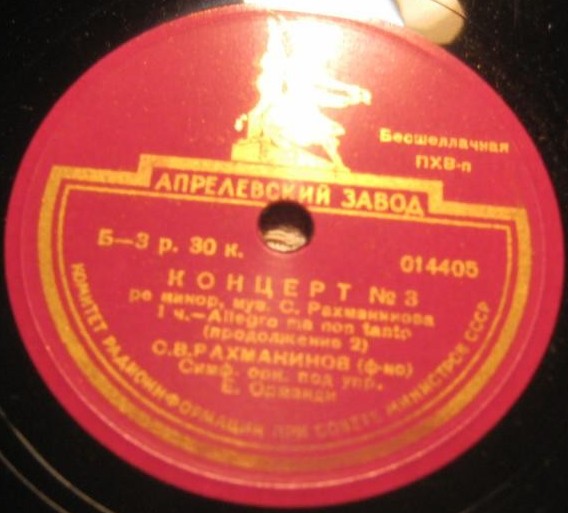 Бесшеллачная
ПХВ-п
АПРЕЛЕВСКИЙ ЗАВОД
Б—3 р. 30 к.
014405
КОНЦЕРТ № 3
ре минор, муз. С. Рахманинова
I ч.—Allegro ma non tanto
(продолжение 2)
С.В.РАХМАНИНОВ (ф-но)
Симф. орк. под упр.
Е. Орманди
КОМИТЕТ РАДИОИНФОРМАЦИИ ПРИ СОВЕТЕ МИНИСТРОВ СССР